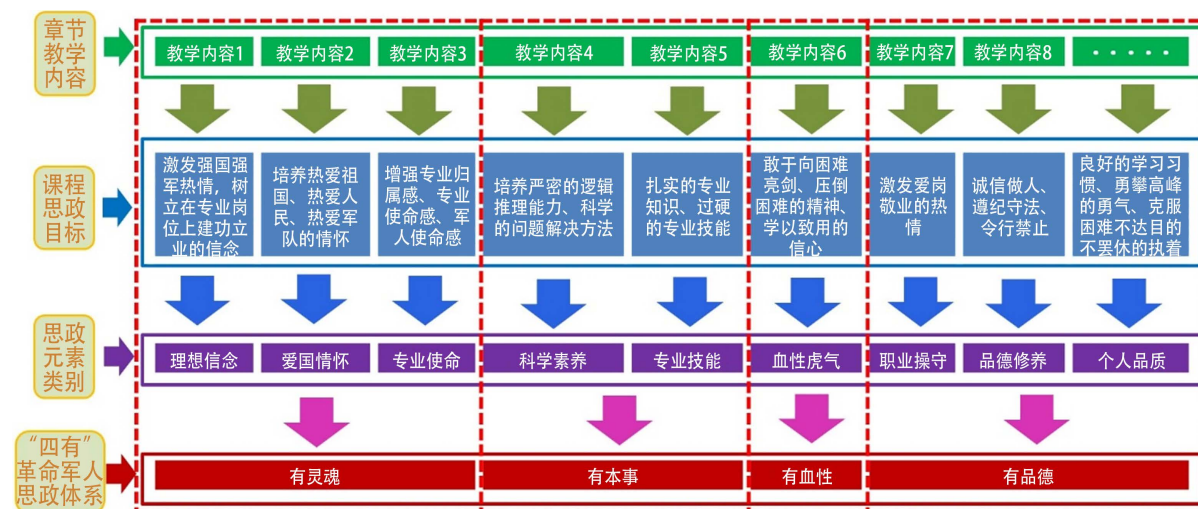 章节
教学
内容
教学内容1
教学内容2
教学内容3
教学内容4
教学内容5
教学内容6
教学内容7
教学内容8
·····
课程
思政
目标
激发强国强
军热情，树
立在专业岗
位上建功立
业的信念
培养热爱祖
国、热爱人
民、热爱军
队的情怀
增强专业归
属感、专业
使命感、军
人使命感
培养严密的逻辑
推理能力、科学
的问题解决方法
扎实的专业
知识、过硬
的专业技能
敢于向困难
亮剑、压倒
困难的精神、
学以致用的
信心
激发爱岗
敬业的热
情
诚信做人、
遵纪守法、
令行禁止
良好的学习习
惯、勇攀高峰
的勇气、克服
困难不达目的
不罢休的执着
思政
元素
类别
理想信念
爱国情怀
专业使命
科学素养
专业技能
血性虎气
职业操守
品德修养
个人品质
“四有”
革命军人
思政体系
有灵魂
有本事
有血性
有品德